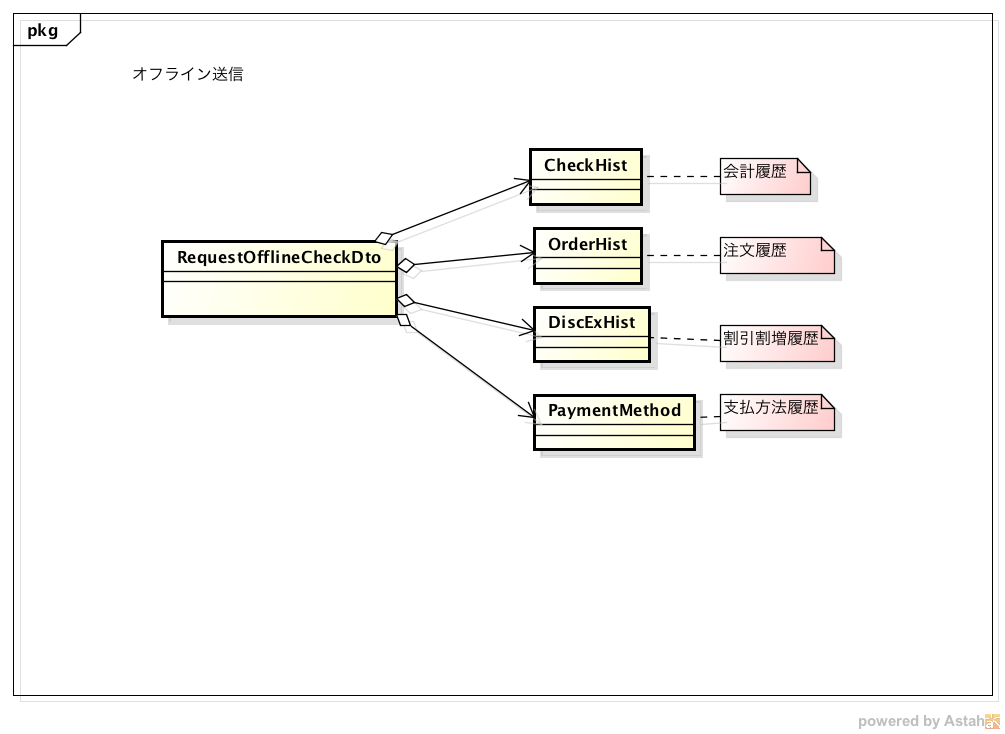 pkg
オフライン送信
CheckHist
会計履歴
RequestOfflineCheckDto
OrderHist
注文履歴
DiscExHist
割引割増履歴
PaymentMethod
支払方法履歴
powered by Astah